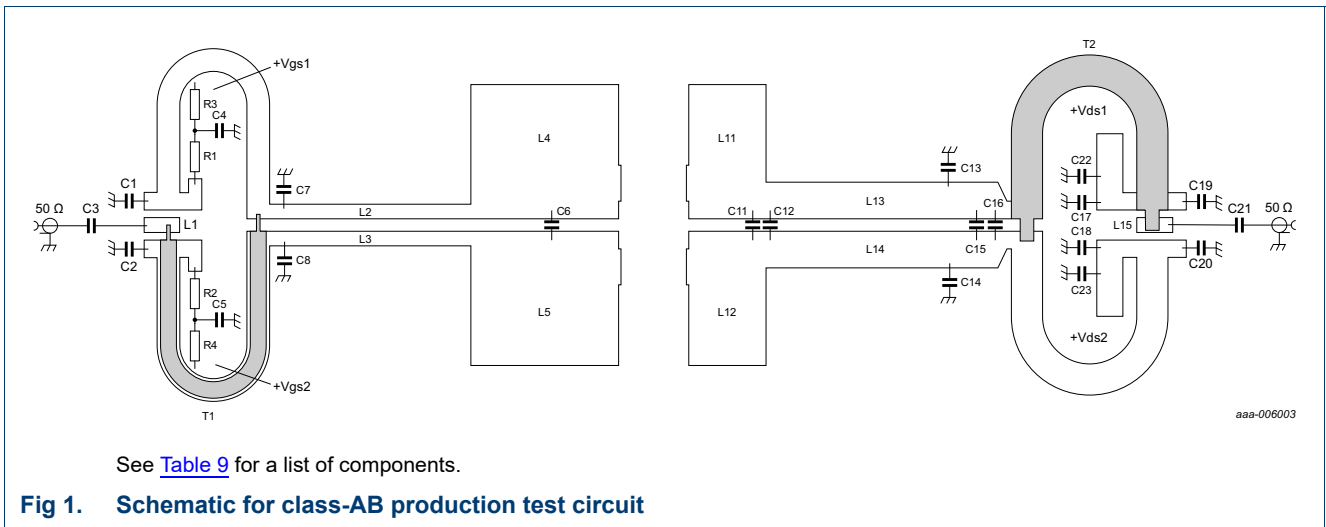 T2
+Vgs1
R3
C4
R1
+Vds1
L4
L11
C22
C13
C1
C7
C19
50 Ω
C3
L1
L2
C6
C11
C12
L13
C16
C17
L15
C21
50 Ω
L3
C18
C2
C8
L14
C15
C20
R2
C5
C14
C23
L5
L12
R4
+Vds2
+Vgs2
T1
aaa-006003
See Table 9 for a list of components.
Fig 1. Schematic for class-AB production test circuit